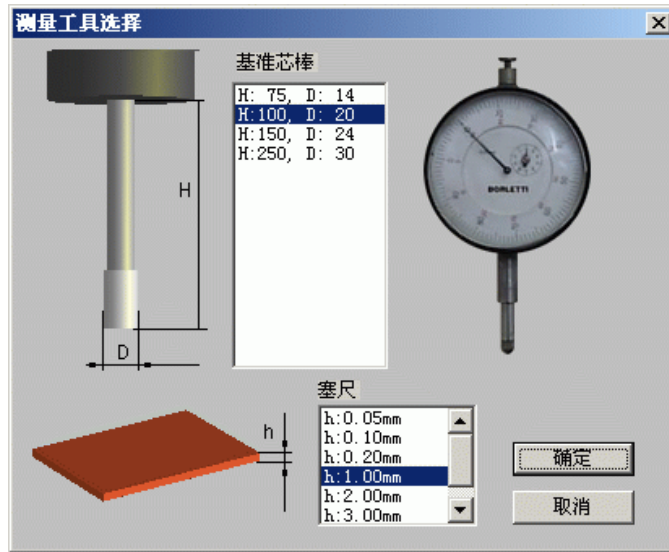 测量工具选择
基准芯棒
H: 75, D: 14
H:100, D: 20
H:150, D: 24
H:250, D: 30
H
D
BORLETTI
塞尺
h
h:0.05mm
h:0.10mm
h:0.20mm
h:1.00mm
h:2.00mm
h:3.00mm
确定
取消